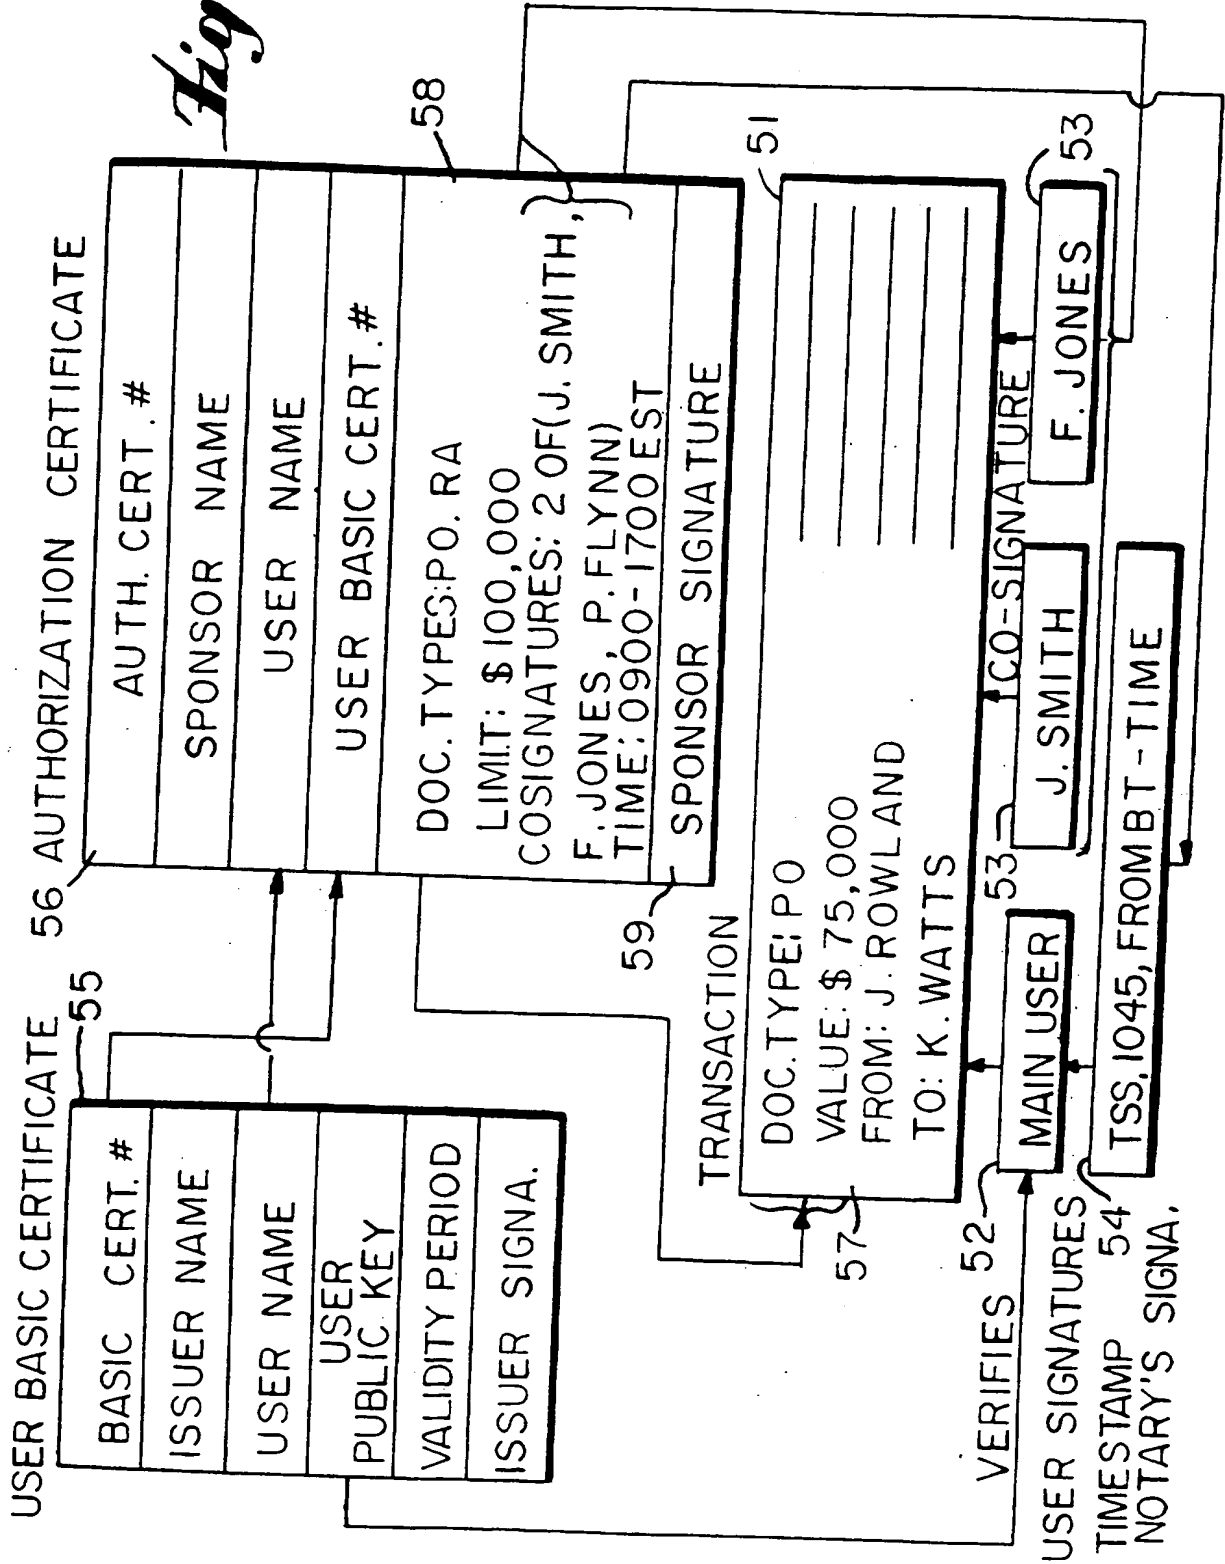 Fig
USER BASIC CERTIFICATE
55
BASIC CERT.#
ISSUER NAME
USER NAME
USER
PUBLIC KEY
VALIDITY PERIOD
ISSUER SIGNA.
56 AUTHORIZATION CERTIFICATE
AUTH. CERT.#
SPONSOR NAME
USER NAME
USER BASIC CERT.#
58
DOC.TYPES:PO.RA
LIMIT: $100,000
COSIGNATURES: 2 OF(J. SMITH,
F. JONES, P.FLYNN)
TIME:0900-1700 EST
59
SPONSOR SIGNATURE
TRANSACTION
51
DOC.TYPE:PO
VALUE:$ 75,000
FROM: J. ROWLAND
TO: K.WATTS
57
CO-SIGNATURE
VERIFIES
52
MAIN USER
53
J. SMITH
53
F. JONES
USER SIGNATURES
TIMESTAMP 54
NOTARY'S SIGNA.
TSS,1045, FROMBT-TIME